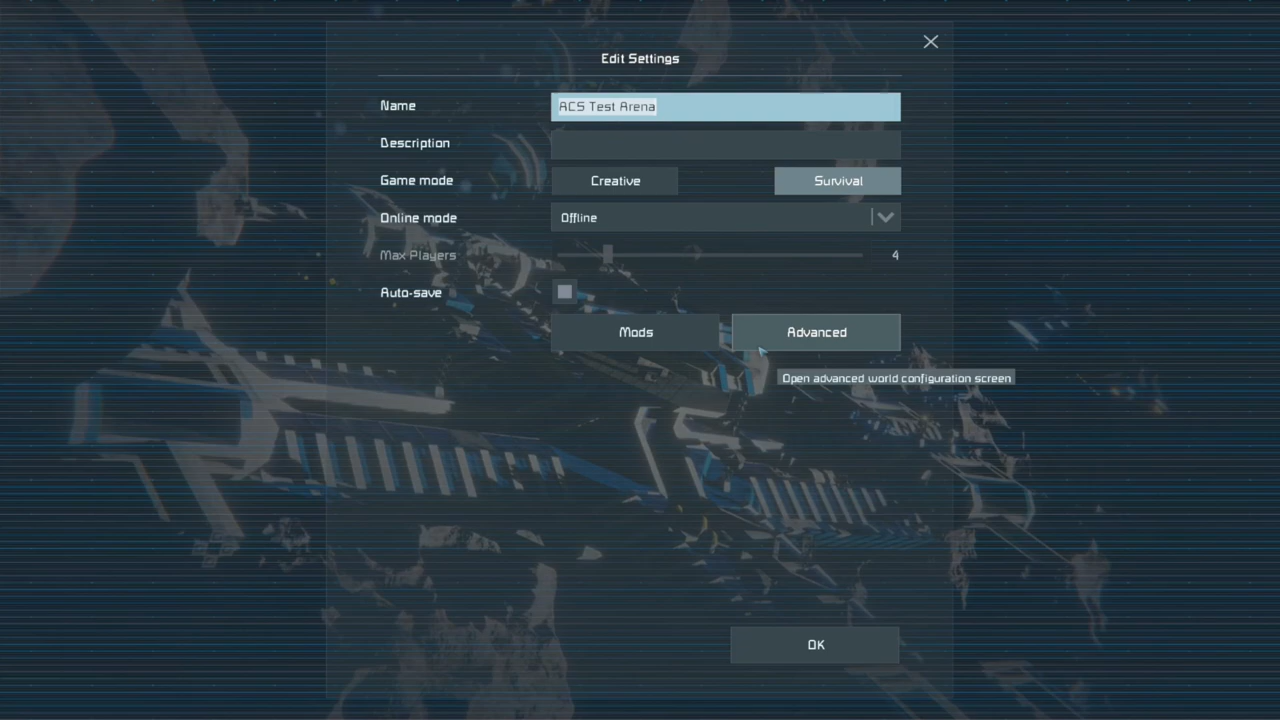 Edit Settings
Name
ACS Test Arena
Description
Game mode
Creative
Survival
Online mode
Offline
Max Players
4
Auto-save
Mods
Advanced
Open advanced world configuration screen
OK